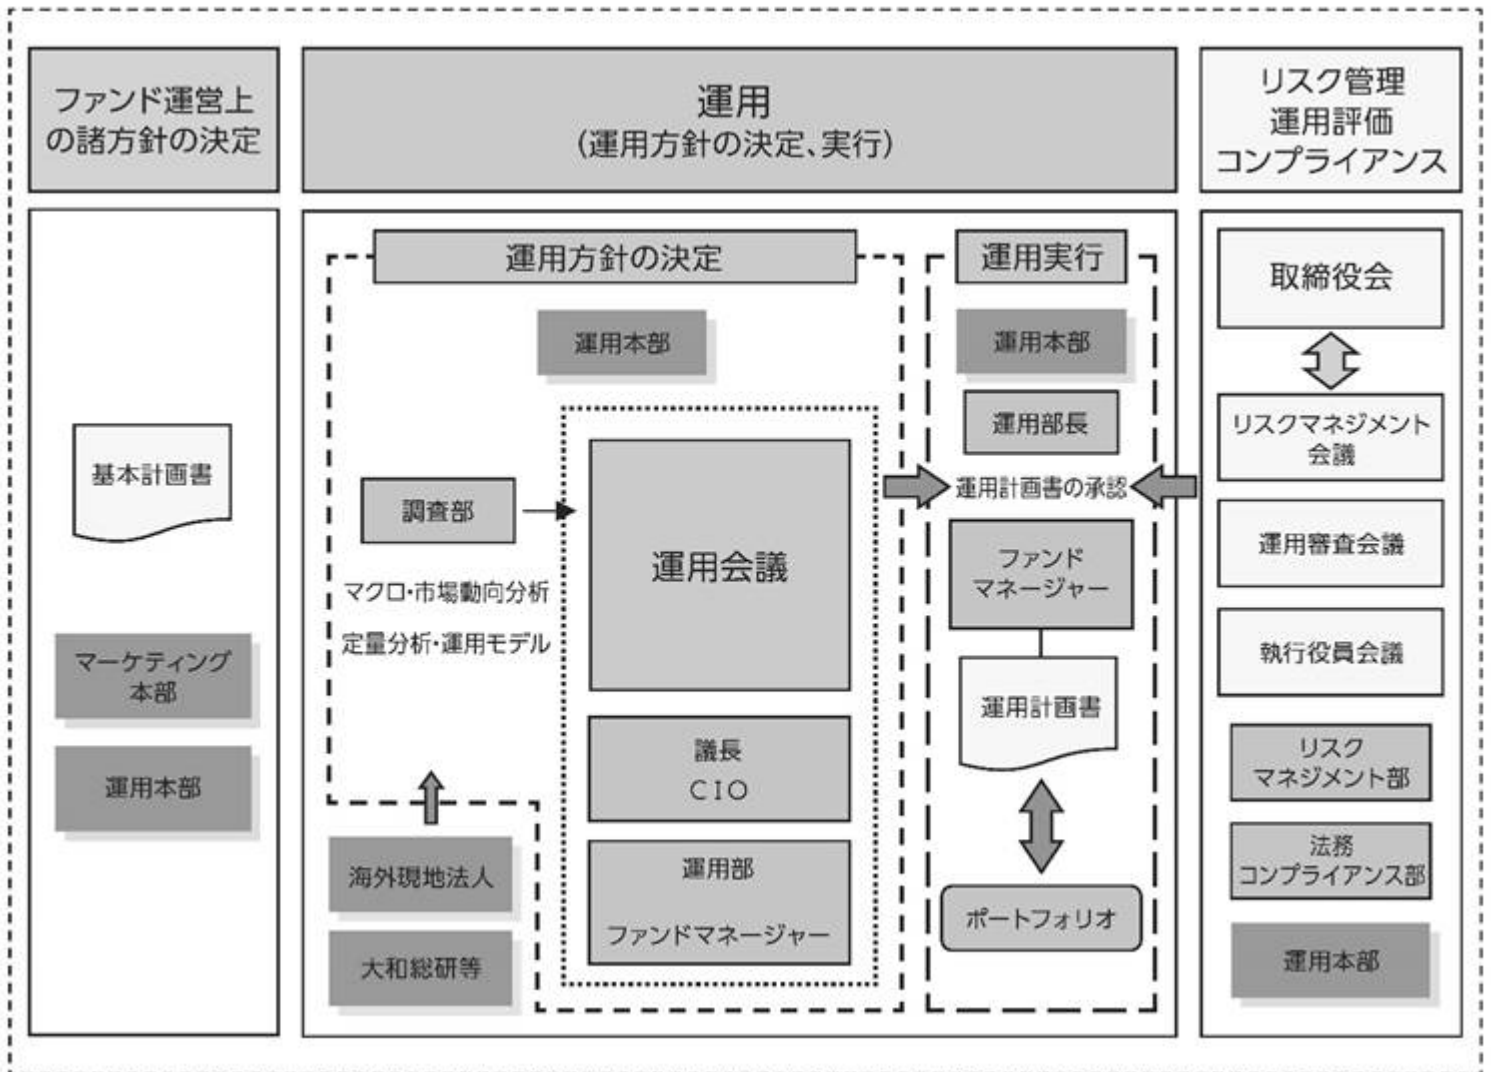 ファンド運営上
の諸方針の決定
運用
(運用方針の決定、実行)
リスク管理
運用評価
コンプライアンス
基本計画書
マーケティング
本部
運用本部
運用方針の決定
運用本部
調査部
マクロ・市場動向分析
定量分析・運用モデル
海外現地法人
大和総研等
運用会議
議長
CIO
運用部
ファンドマネージャー
運用実行
運用本部
運用部長
運用計画書の承認
ファンド
マネージャー
運用計画書
ポートフォリオ
取締役会
リスクマネジメント
会議
運用審査会議
執行役員会議
リスク
マネジメント部
法務
コンプライアンス部
運用本部